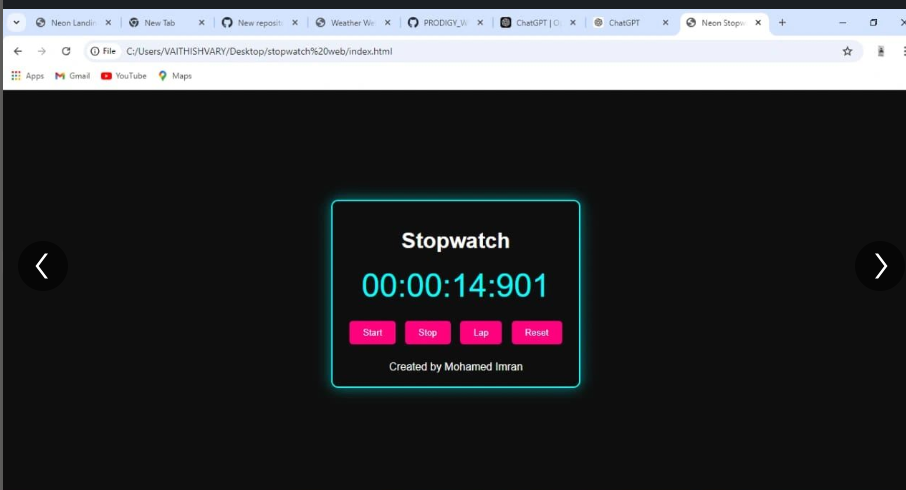 Neon Landin
New Tab
New reposit
Weather We
PRODIGY_W
ChatGPT | O
ChatGPT
Neon Stopw
File C:/Users/VAITHISHVARY/Desktop/stopwatch%20web/index.html
Apps Gmail YouTube Maps
Stopwatch
00:00:14:901
Start Stop Lap Reset
Created by Mohamed Imran